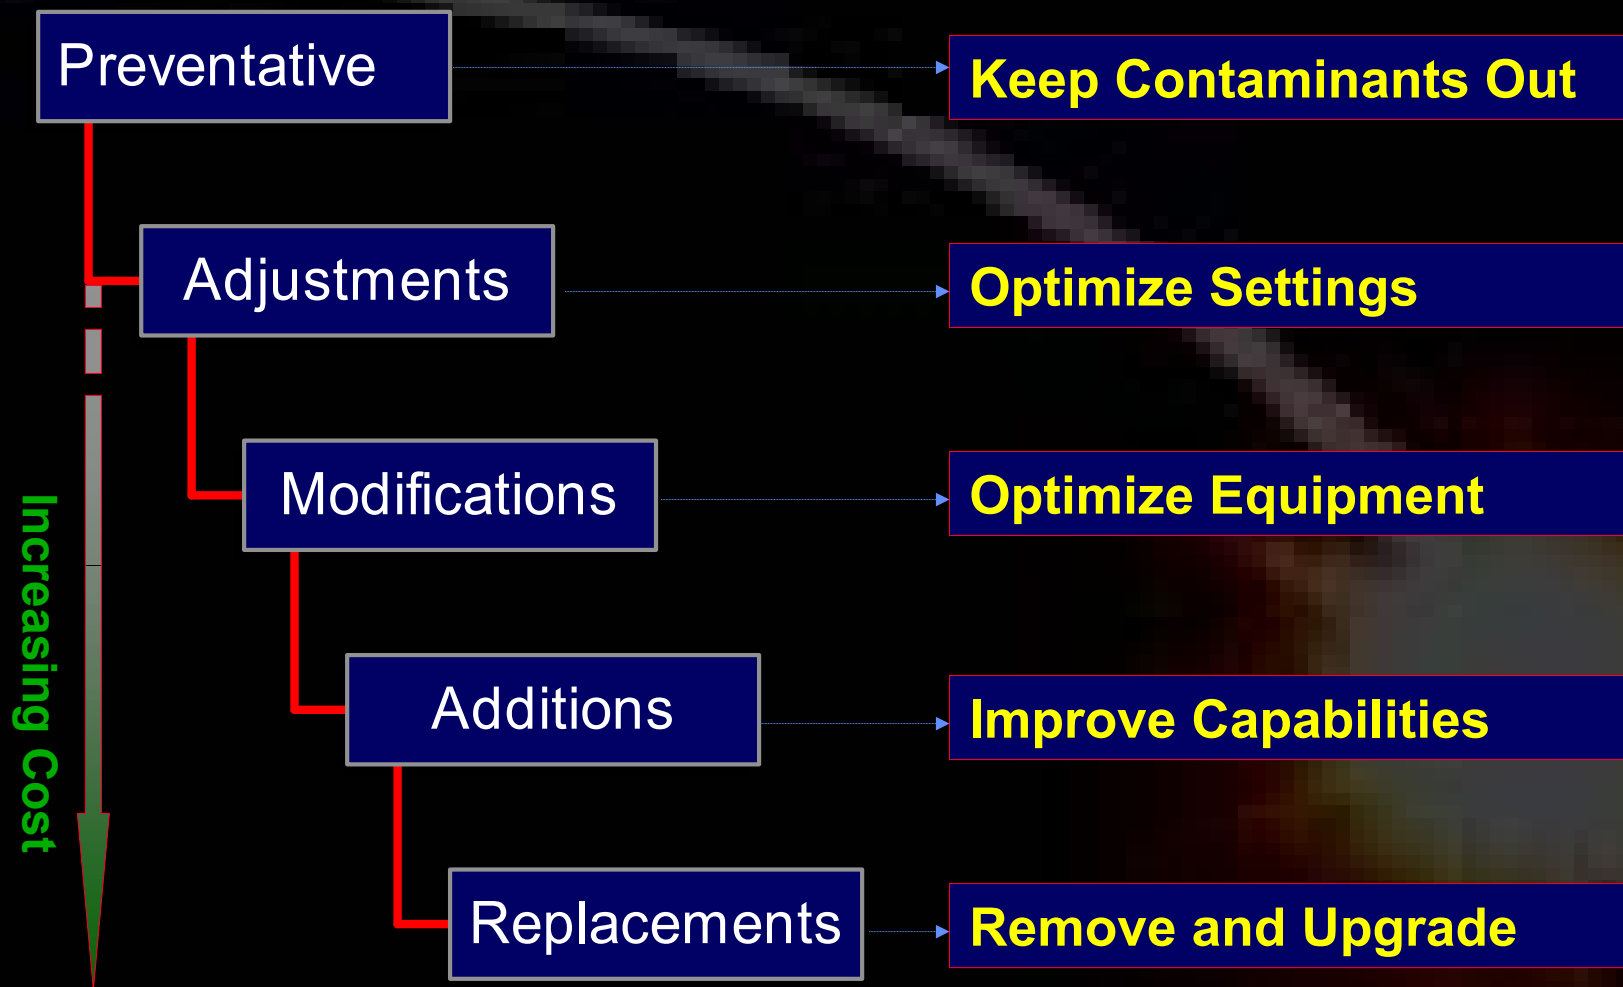 Preventative
Keep Contaminants Out
Adjustments
Optimize Settings
Modifications
Optimize Equipment
Additions
Improve Capabilities
Replacements
Remove and Upgrade
Increasing Cost